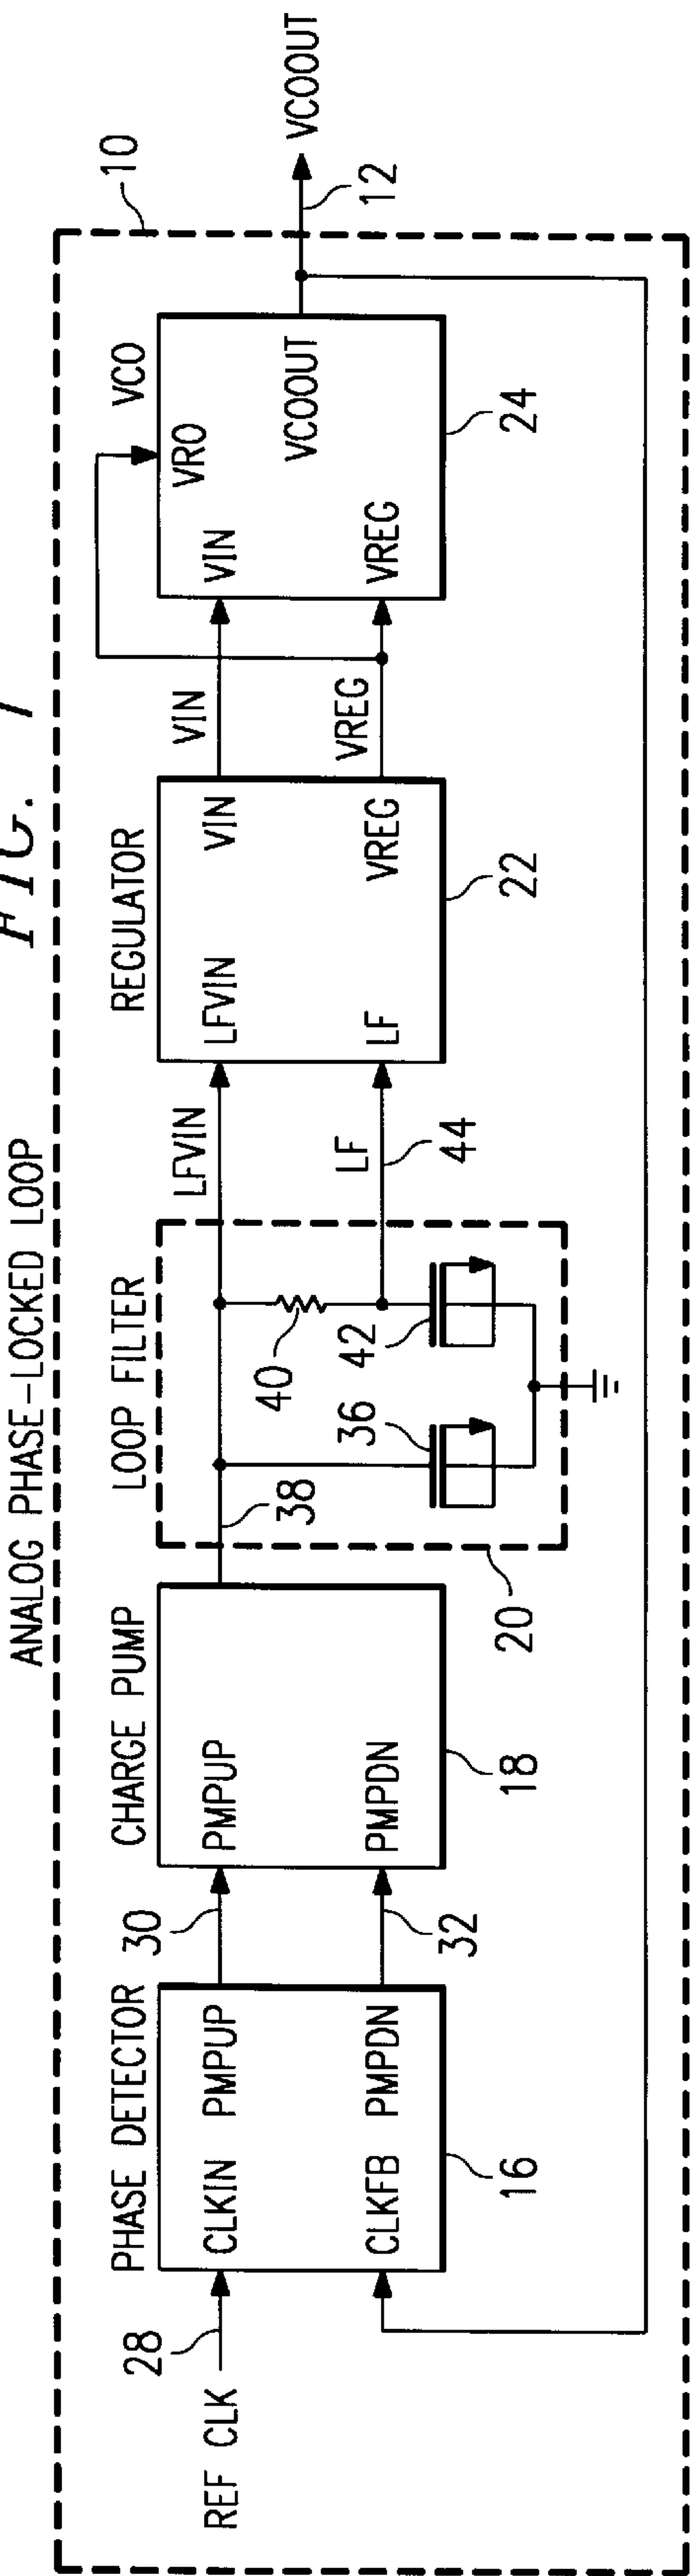 FIG. 1
ANALOG PHASE-LOCKED LOOP
10
PHASE DETECTOR
CHARGE PUMP
LOOP FILTER
REGULATOR
VCO
REF CLK
28
CLKIN
PMPUP
30
PMPUP
38
LFVIN
LFVIN
VIN
VIN
VIN
VRO
VCOOUT
VCOOUT
12
CLKFB
PMPDN
32
PMPDN
36
40
42
LF
44
LF
VREG
VREG
VREG
16
18
20
22
24